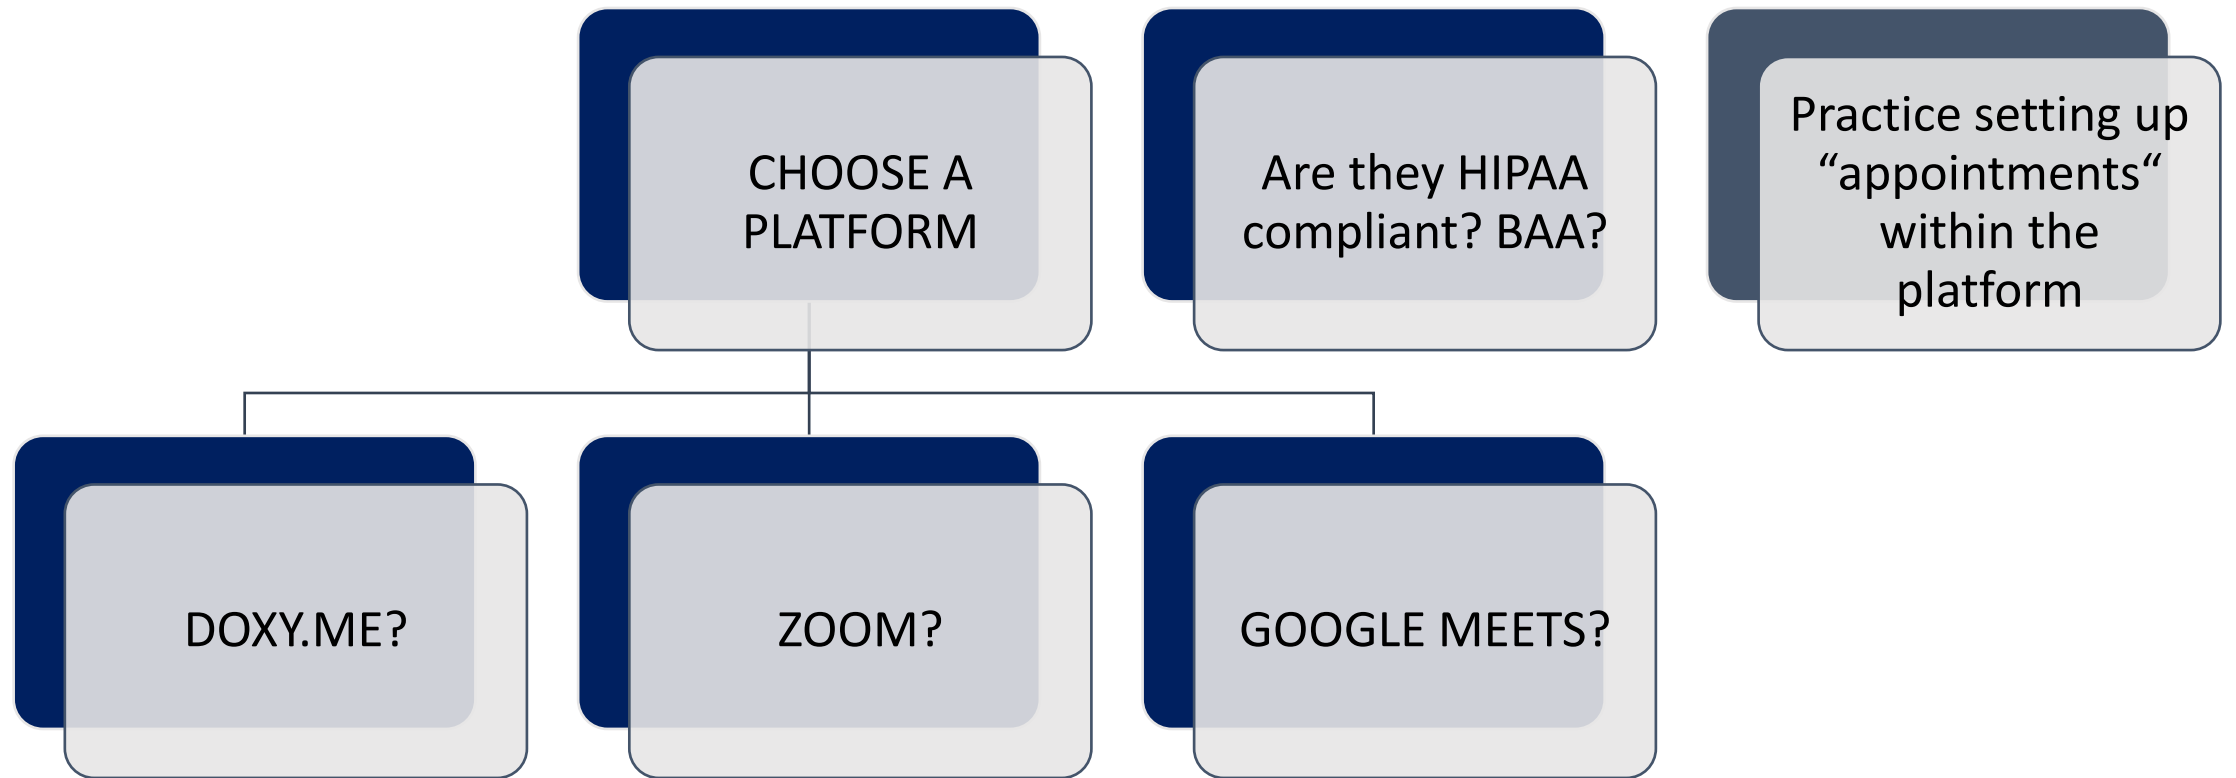 CHOOSE A
PLATFORM
Are they HIPAA
compliant? BAA?
Practice setting up
“appointments“
within the
platform
DOXY.ME?
ZOOM?
GOOGLE MEETS?